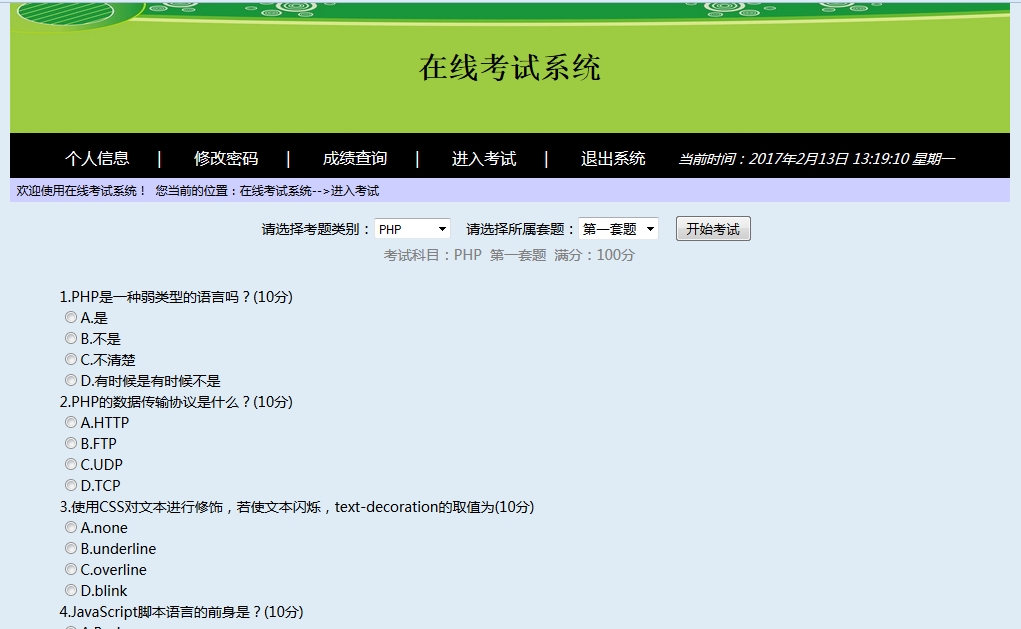 在线考试系统
个人信息 | 修改密码 | 成绩查询 | 进入考试 | 退出系统 当前时间：2017年2月13日 13:19:10 星期一
欢迎使用在线考试系统！ 您当前的位置：在线考试系统-->进入考试
请选择考题类别： PHP 请选择所属套题： 第一套题 开始考试
考试科目：PHP 第一套题 满分：100分
1.PHP是一种弱类型的语言吗？(10分)
A.是
B.不是
C.不清楚
D.有时候是有时候不是
2.PHP的数据传输协议是什么？(10分)
A.HTTP
B.FTP
C.UDP
D.TCP
3.使用CSS对文本进行修饰，若使文本闪烁，text-decoration的取值为(10分)
A.none
B.underline
C.overline
D.blink
4.JavaScript脚本语言的前身是？(10分)